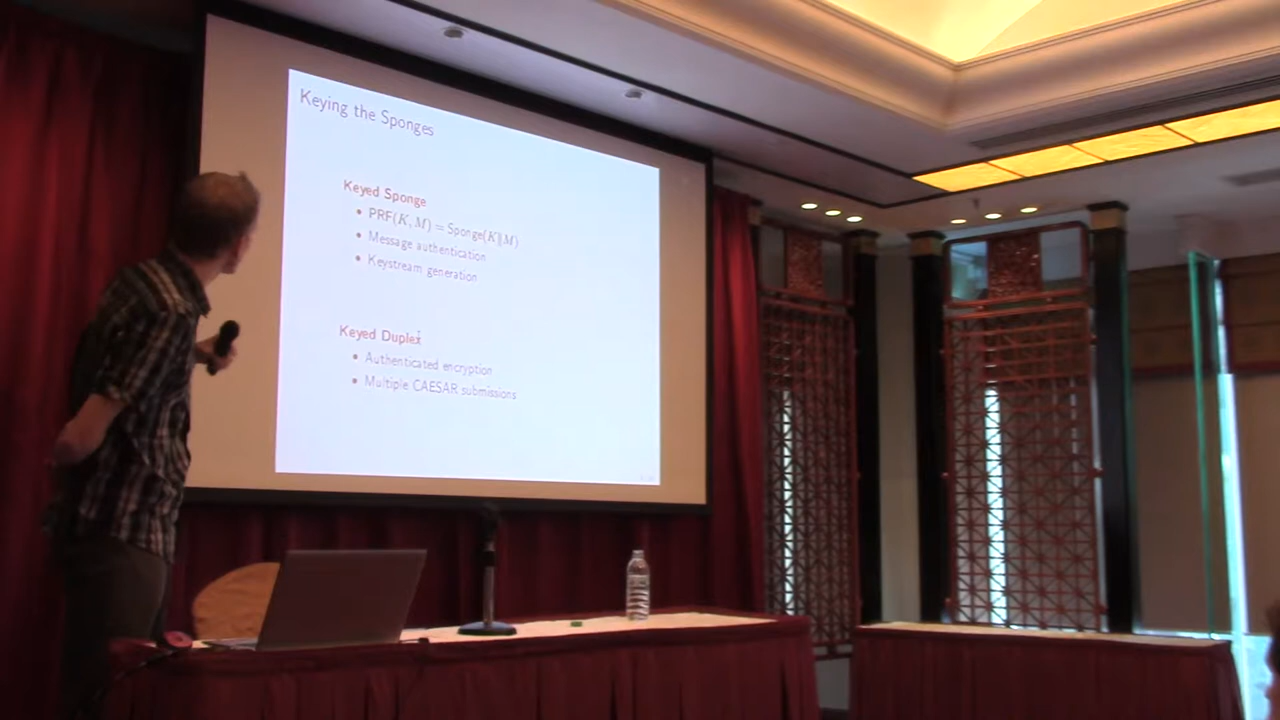 Keying the Sponges
Keyed Sponge
• PRF(K, M) = Sponge(K‖M)
• Message authentication
• Keystream generation
Keyed Duplex
• Authenticated encryption
• Multiple CAESAR submissions